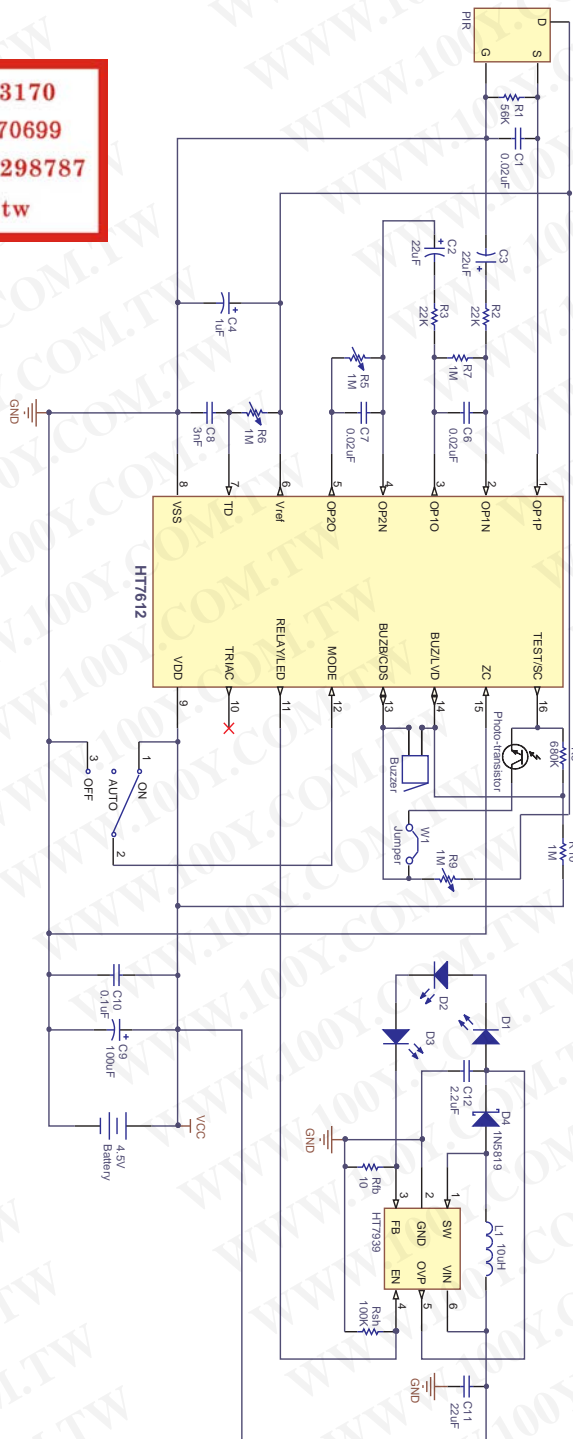 3170
70699
298787
tw
PIR
D
G
S
R1
56K
C1
0.02uF
C2
22uF
C3
22uF
R3
22K
R2
22K
C4
1uF
R5
1M
R7
1M
C8
3nF
R6
1M
C7
0.02uF
C6
0.02uF
GND
8
7
6
5
4
3
2
1
VSS
TD
Vref
OP2O
OP2N
OP1O
OP1N
OP1P
HT7612
VDD
TRIAC
RELAY/LED
MODE
BUZB/CDS
BUZ/LVD
ZC
TEST/SC
9
10
11
12
13
14
15
16
Photo-transistor
680K
Buzzer
W1
Jumper
R9
1M
1M
1
ON
AUTO
3
OFF
2
C10
0.1uF
C9
100uF
VCC
4.5V
Battery
D2
D1
D3
C12
2.2uF
D4
1N5819
GND
Rfb
10
HT7939
3
2
1
FB
GND
SW
EN
OVP
VIN
4
5
6
L1 10uH
Rsh
100K
GND
C11
22uF
WWW.100Y.COM.TW